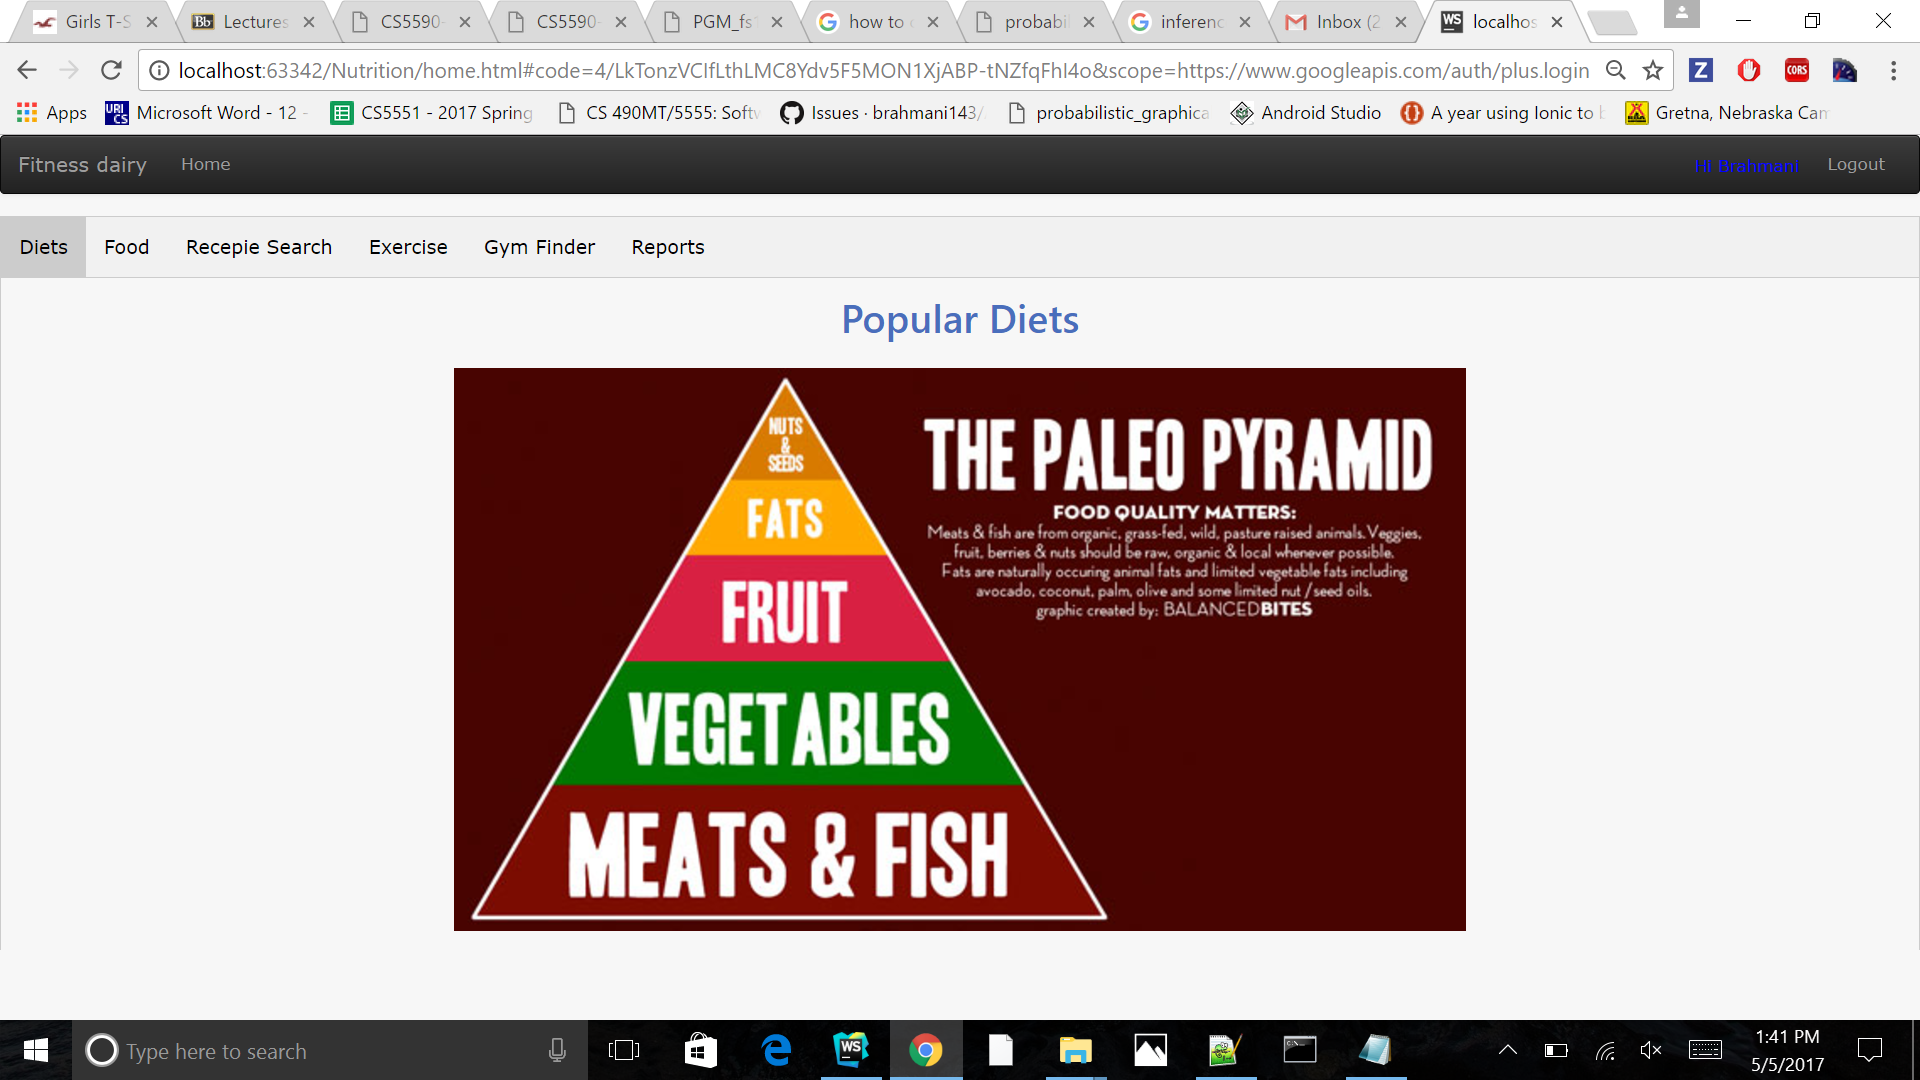 Girls T-S
Lectures
CS5590-
CS5590-
PGM_fs
how to
probabi
inferenc
Inbox (2
localhos
localhost:63342/Nutrition/home.html#code=4/LkTonzVCIfLthLMC8Ydv5F5MON1XjABP-tNZfqFhI4o&scope=https://www.googleapis.com/auth/plus.login
Apps
Microsoft Word - 12 -
CS5551 - 2017 Spring
CS 490MT/5555: Softw
Issues · brahmani143/
probabilistic_graphica
Android Studio
A year using Ionic to b
Gretna, Nebraska Cam
Fitness dairy
Home
Hi Brahmani
Logout
Diets
Food
Recepie Search
Exercise
Gym Finder
Reports
Popular Diets
NUTS
&
SEEDS
FATS
FRUIT
VEGETABLES
MEATS & FISH
THE PALEO PYRAMID
FOOD QUALITY MATTERS:
Meats & fish are from organic, grass-fed, wild, pasture raised animals. Veggies,
fruit, berries & nuts should be raw, organic & local whenever possible.
Fats are naturally occuring animal fats and limited vegetable fats including
avocado, coconut, palm, olive and some limited nut / seed oils.
graphic created by: BALANCEDBITES
Type here to search
1:41 PM
5/5/2017